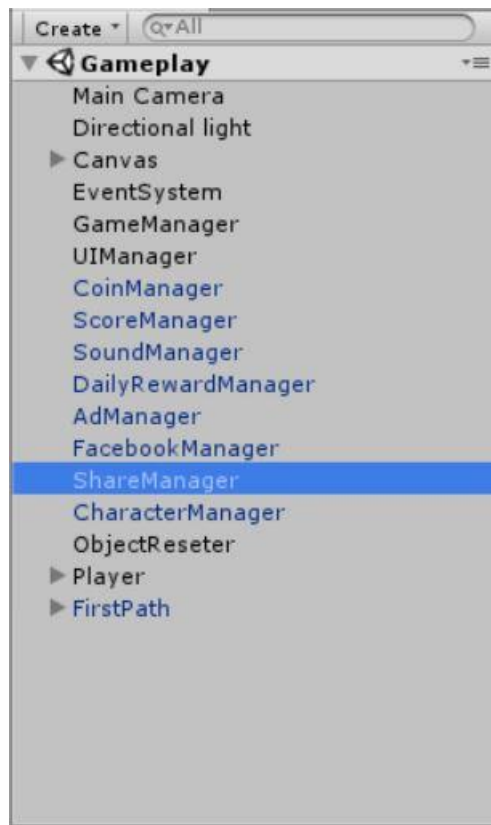 Create All
Gameplay
Main Camera
Directional light
Canvas
EventSystem
GameManager
UIManager
CoinManager
ScoreManager
SoundManager
DailyRewardManager
AdManager
FacebookManager
ShareManager
CharacterManager
ObjectReseter
Player
FirstPath